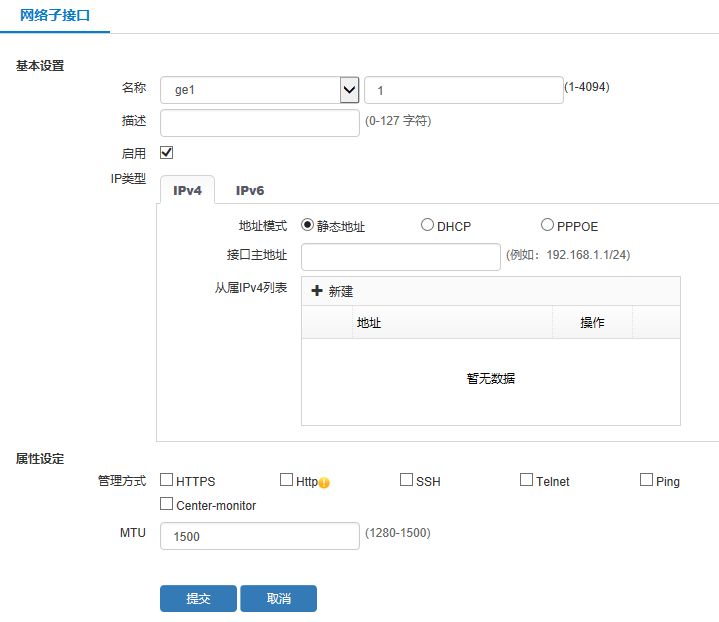 网络子接口
基本设置
名称 ge1 1 (1-4094)
描述 (0-127 字符)
启用
IP类型 IPv4 IPv6
地址模式 静态地址 DHCP PPPOE
接口主地址 (例如：192.168.1.1/24)
从属IPv4列表 新建
地址 操作
暂无数据
属性设定
管理方式 HTTPS Http SSH Telnet Ping
Center-monitor
MTU 1500 (1280-1500)
提交 取消